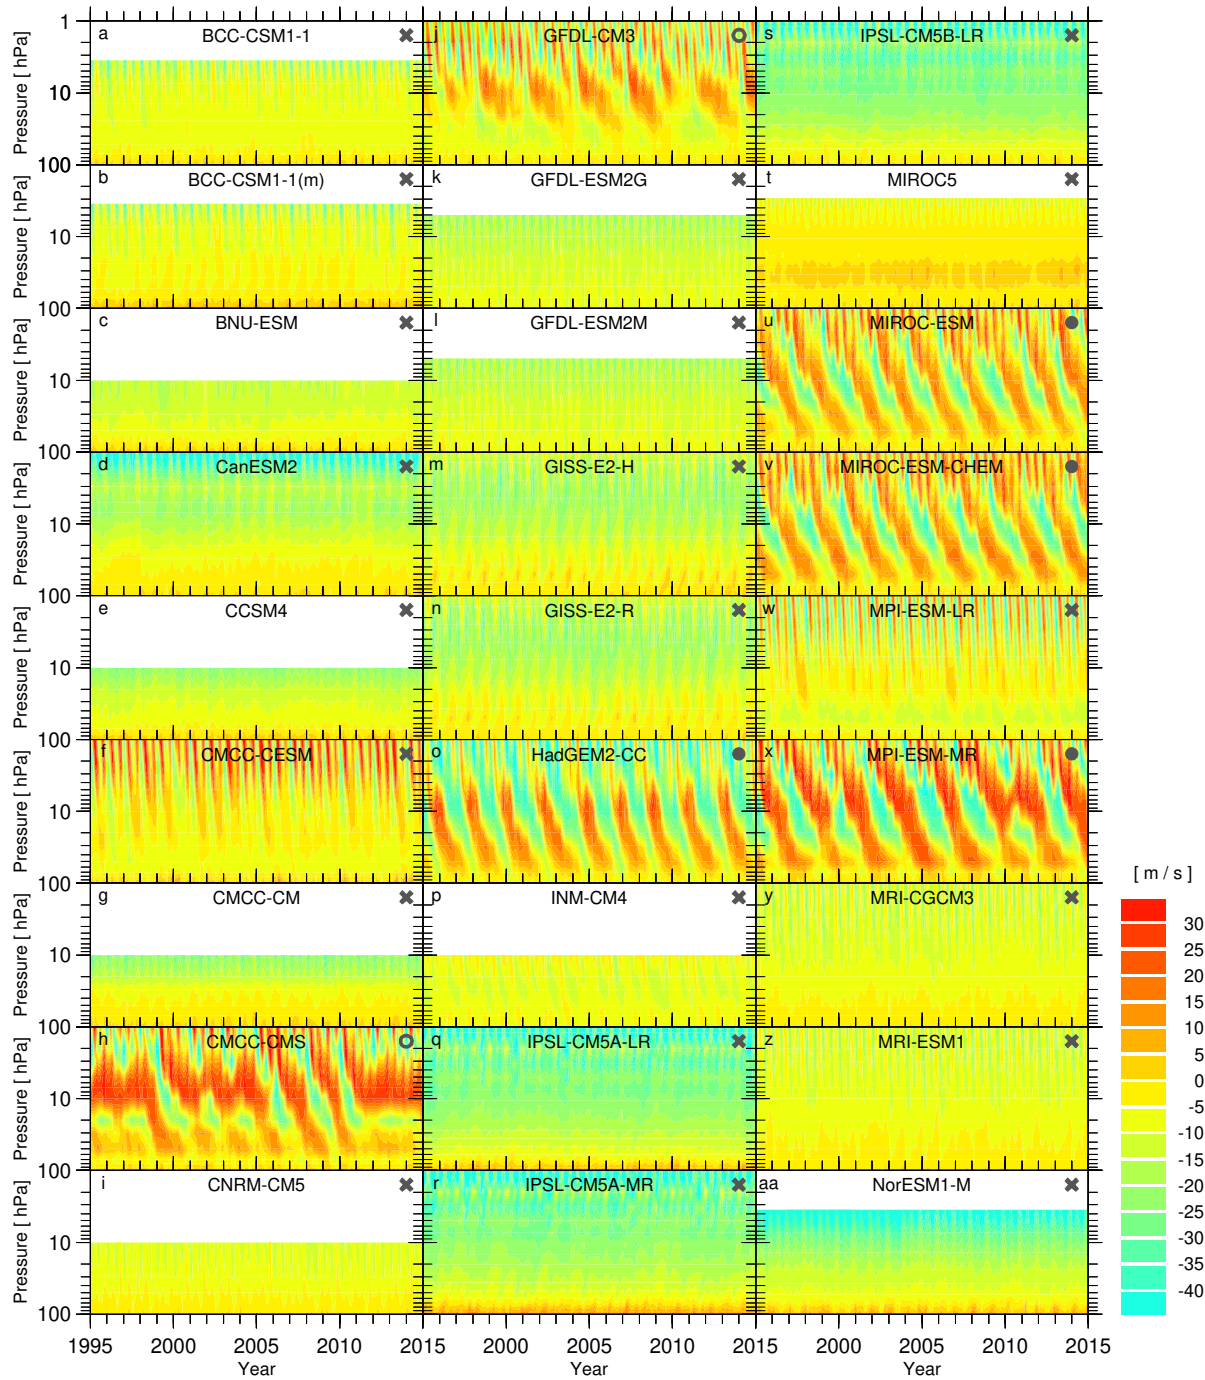 1 a BCC-CSM1-1 j GFDL-CM3 s IPSL-CM5B-LR
Pressure [ hPa]
10
100
b BCC-CSM1-1(m) k GFDL-ESM2G t MIROC5
Pressure [ hPa]
10
100
c BNU-ESM l GFDL-ESM2M u MIROC-ESM
Pressure [ hPa]
10
100
d CanESM2 m GISS-E2-H v MIROC-ESM-CHEM
Pressure [ hPa]
10
100
e CCSM4 n GISS-E2-R w MPI-ESM-LR
Pressure [ hPa]
10
100
f CMCC-CESM o HadGEM2-CC x MPI-ESM-MR
Pressure [ hPa]
10
100
g CMCC-CM p INM-CM4 y MRI-CGCM3
Pressure [ hPa]
10
100
h CMCC-CMS q IPSL-CM5A-LR z MRI-ESM1
Pressure [ hPa]
10
100
i CNRM-CM5 r IPSL-CM5A-MR aa NorESM1-M
Pressure [ hPa]
10
100
1995 2000 2005 2010 2015 2000 2005 2010 2015 2000 2005 2010 2015
Year Year Year
[ m / s ]
30
25
20
15
10
5
0
-5
-10
-15
-20
-25
-30
-35
-40